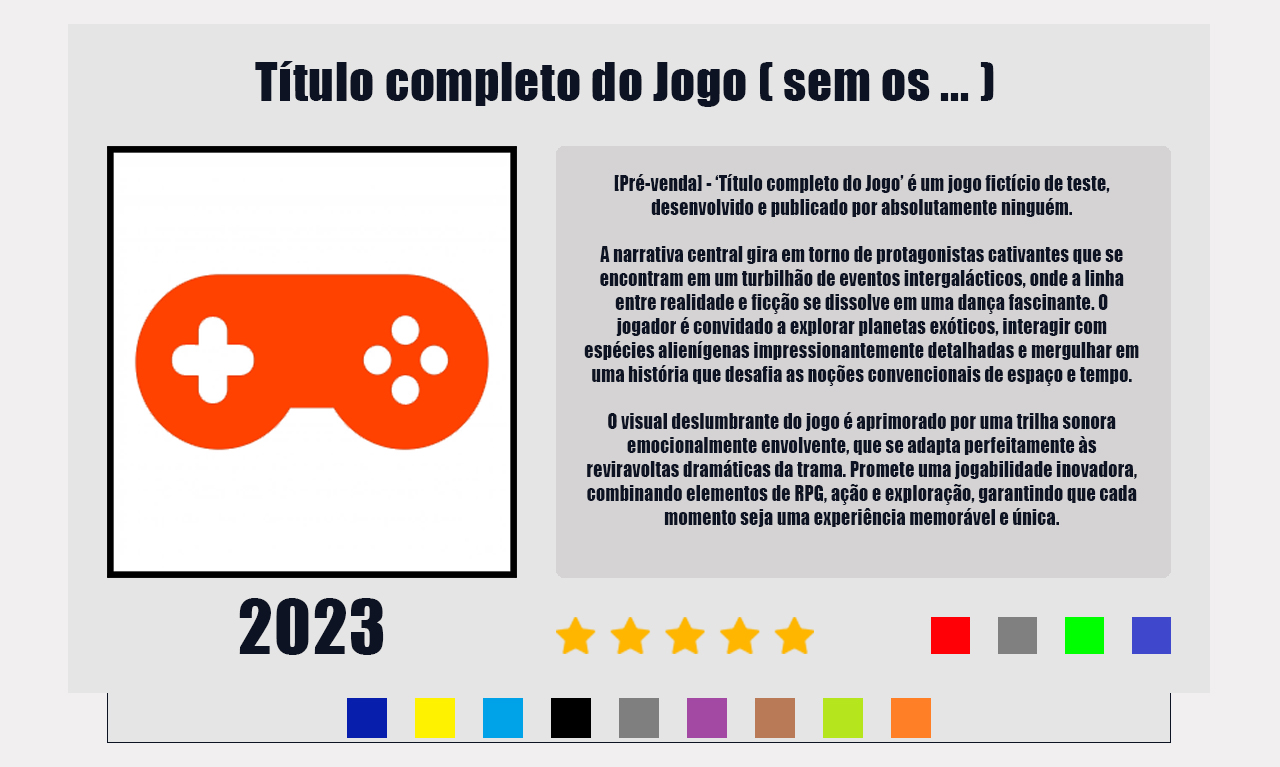 Título completo do Jogo ( sem os ... )
[Pré-venda] - ‘Título completo do Jogo’ é um jogo fictício de teste,
desenvolvido e publicado por absolutamente ninguém.
A narrativa central gira em torno de protagonistas cativantes que se
encontram em um turbilhão de eventos intergalácticos, onde a linha
entre realidade e ficção se dissolve em uma dança fascinante. O
jogador é convidado a explorar planetas exóticos, interagir com
espécies alienígenas impressionantemente detalhadas e mergulhar em
uma história que desafia as noções convencionais de espaço e tempo.
O visual deslumbrante do jogo é aprimorado por uma trilha sonora
emocionalmente envolvente, que se adapta perfeitamente às
reviravoltas dramáticas da trama. Promete uma jogabilidade inovadora,
combinando elementos de RPG, ação e exploração, garantindo que cada
momento seja uma experiência memorável e única.
2023